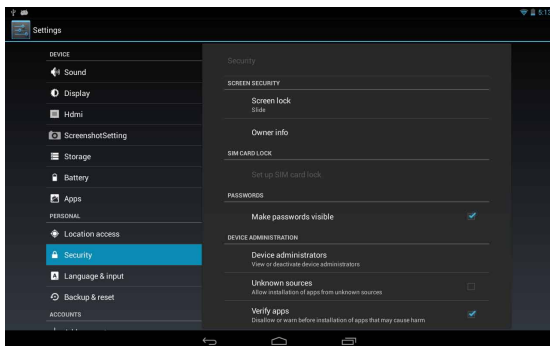 5:15
Settings
DEVICE
Sound
Display
Hdmi
ScreenshotSetting
Storage
Battery
Apps
PERSONAL
Location access
Security
Language & input
Backup & reset
ACCOUNTS
Security
SCREEN SECURITY
Screen lock
Slide
Owner info
SIM CARD LOCK
Set up SIM card lock
PASSWORDS
Make passwords visible
DEVICE ADMINISTRATION
Device administrators
View or deactivate device administrators
Unknown sources
Allow installation of apps from unknown sources
Verify apps
Disallow or warn before installation of apps that may cause harm